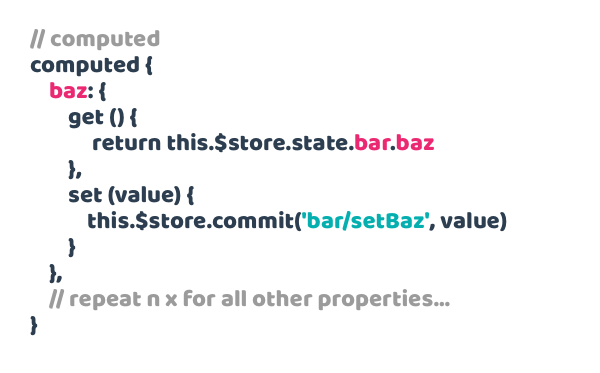 // computed
computed {
    baz: {
        get () {
            return this.$store.state.bar.baz
        },
        set (value) {
            this.$store.commit('bar/setBaz', value)
        }
    },
    // repeat n x for all other properties...
}